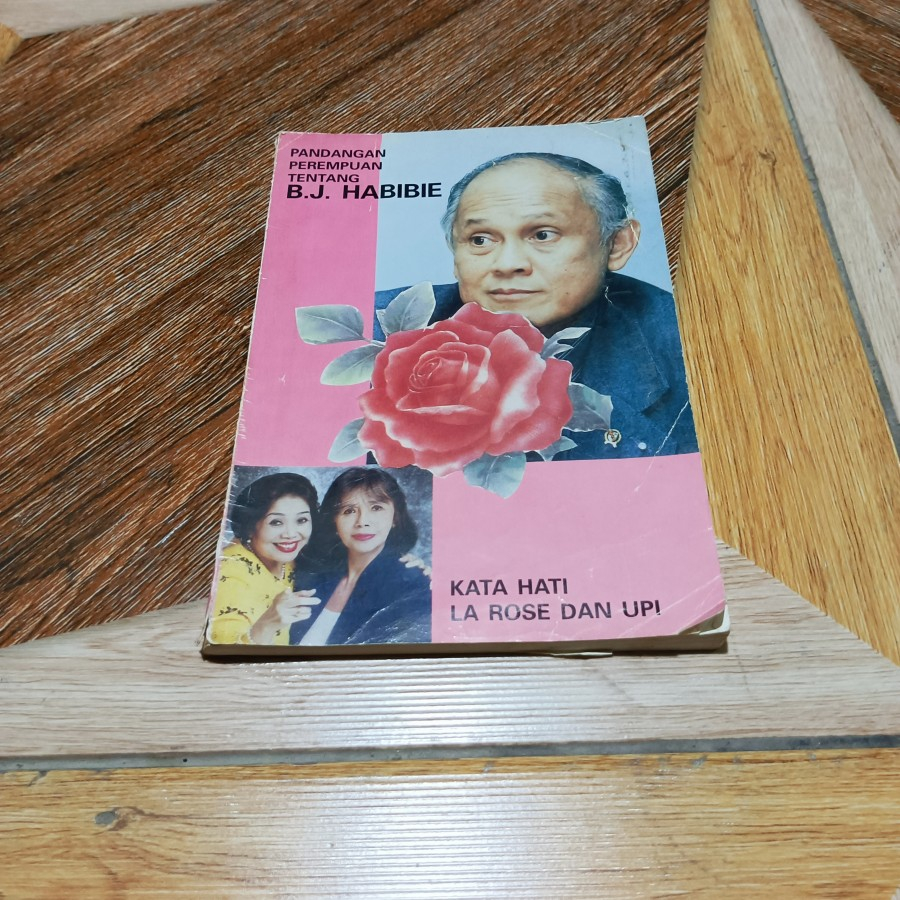 PANDANGAN
PEREMPUAN
TENTANG
B.J. HABIBIE
KATA HATI
LA ROSE DAN UPI